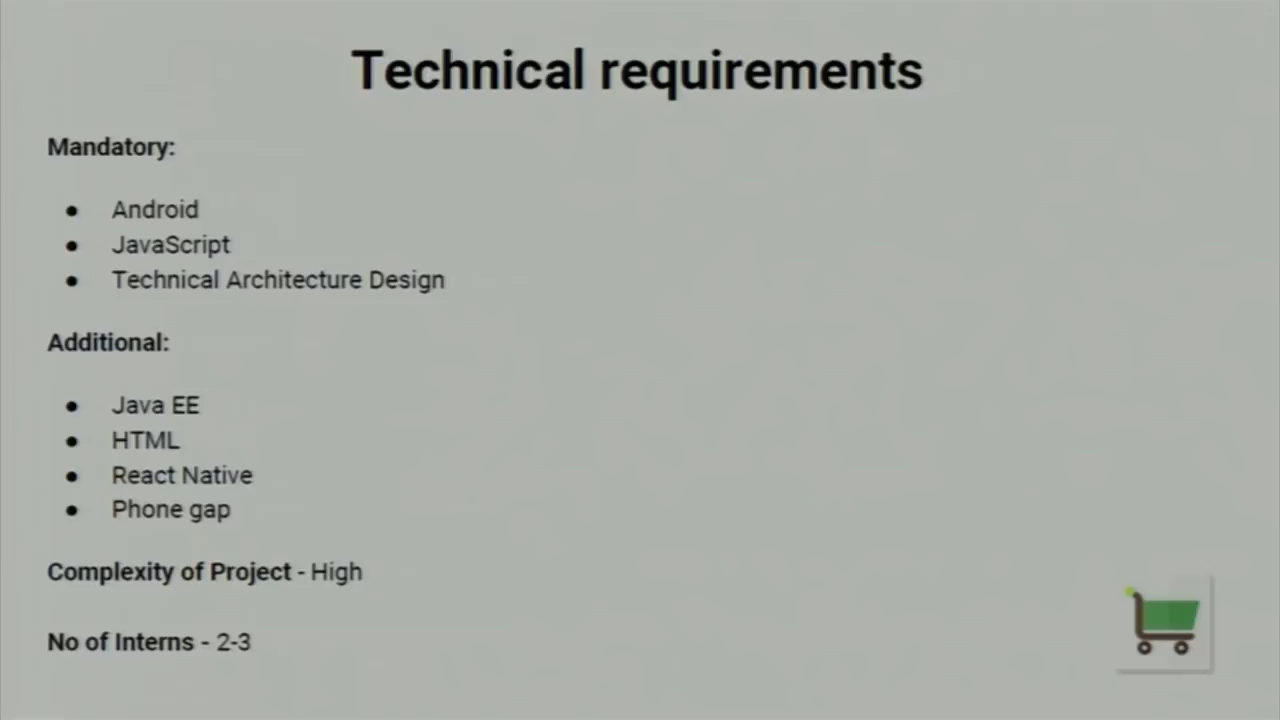 Technical requirements
Mandatory:
● Android
● JavaScript
● Technical Architecture Design
Additional:
● Java EE
● HTML
● React Native
● Phone gap
Complexity of Project - High
No of Interns - 2-3